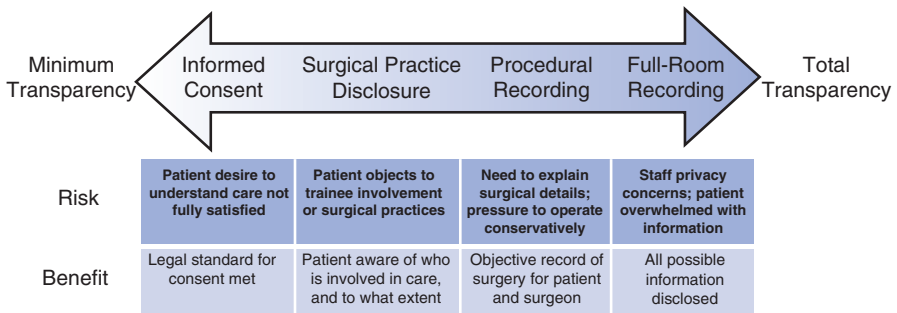 Minimum
Transparency
Informed
Consent
Surgical Practice
Disclosure
Procedural
Recording
Full-Room
Recording
Total
Transparency
Risk
Patient desire to
understand care not
fully satisfied
Patient objects to
trainee involvement
or surgical practices
Need to explain
surgical details;
pressure to operate
conservatively
Staff privacy
concerns; patient
overwhelmed with
information
Benefit
Legal standard for
consent met
Patient aware of who
is involved in care,
and to what extent
Objective record of
surgery for patient
and surgeon
All possible
information
disclosed